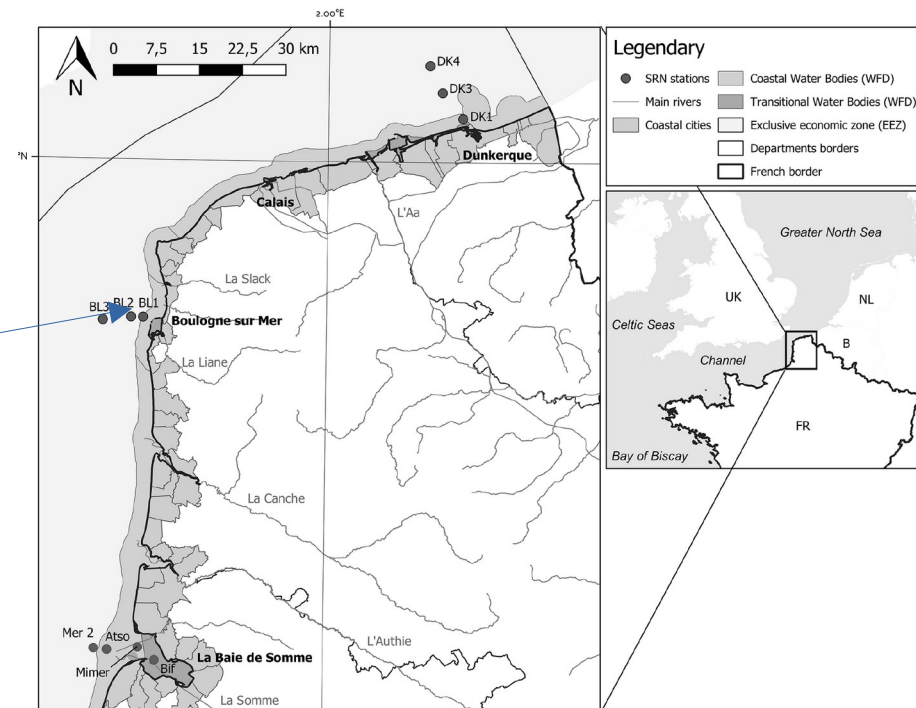 2.00°E
0 7,5 15 22,5 30 km
N
DK4
DK3
DK1
°N
Dunkerque
Calais
L'Aa
La Slack
BL3 BL2 BL1
Boulogne sur Mer
La Liane
La Canche
Mer 2 Atso
L'Authie
La Baie de Somme
Mimer
Bif
La Somme
Legendary
SRN stations
Main rivers
Coastal cities
Coastal Water Bodies (WFD)
Transitional Water Bodies (WFD)
Exclusive economic zone (EEZ)
Departments borders
French border
Greater North Sea
UK
NL
Celtic Seas
B
Channel
FR
Bay of Biscay